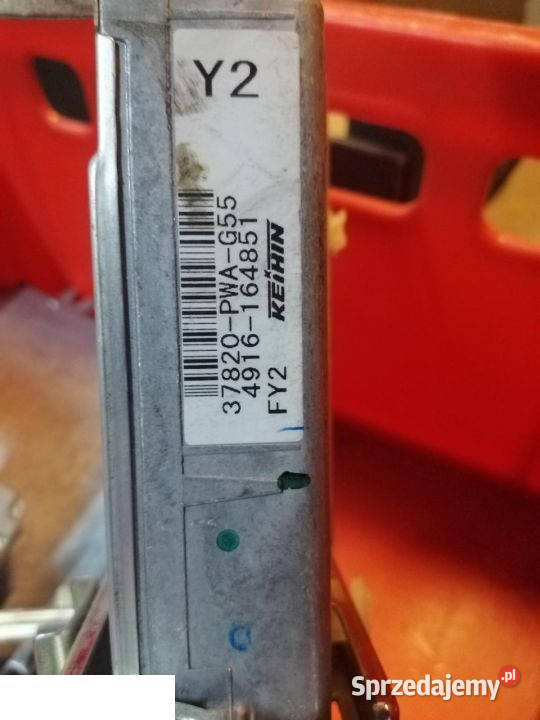 Y2
37820-PWA-G55
4916-164851
FY2
KEIHIN
Sprzedajemy.pl